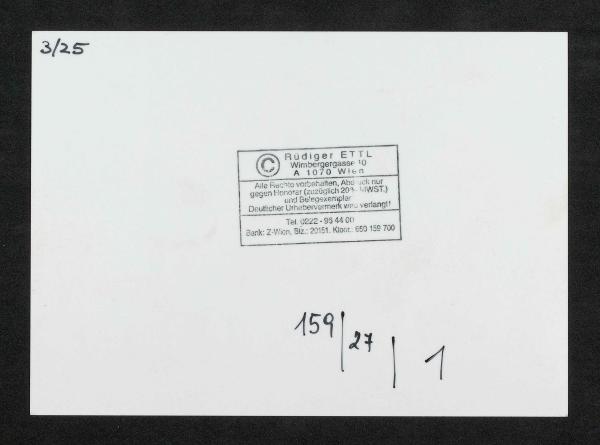 3/25
© Rüdiger ETTL
Wimbergergasse 10
A 1070 Wien
Alle Rechte vorbehalten, Abdruck nur
gegen Honorar (zuzüglich 20% MWST.)
und Belegexemplar
Deutlicher Urhebervermerk wird verlangt!
Tel. 0222 - 95 44 00
Bank: Z-Wien, Blz.: 20151. Ktonr.: 650 159 700
159/27/1